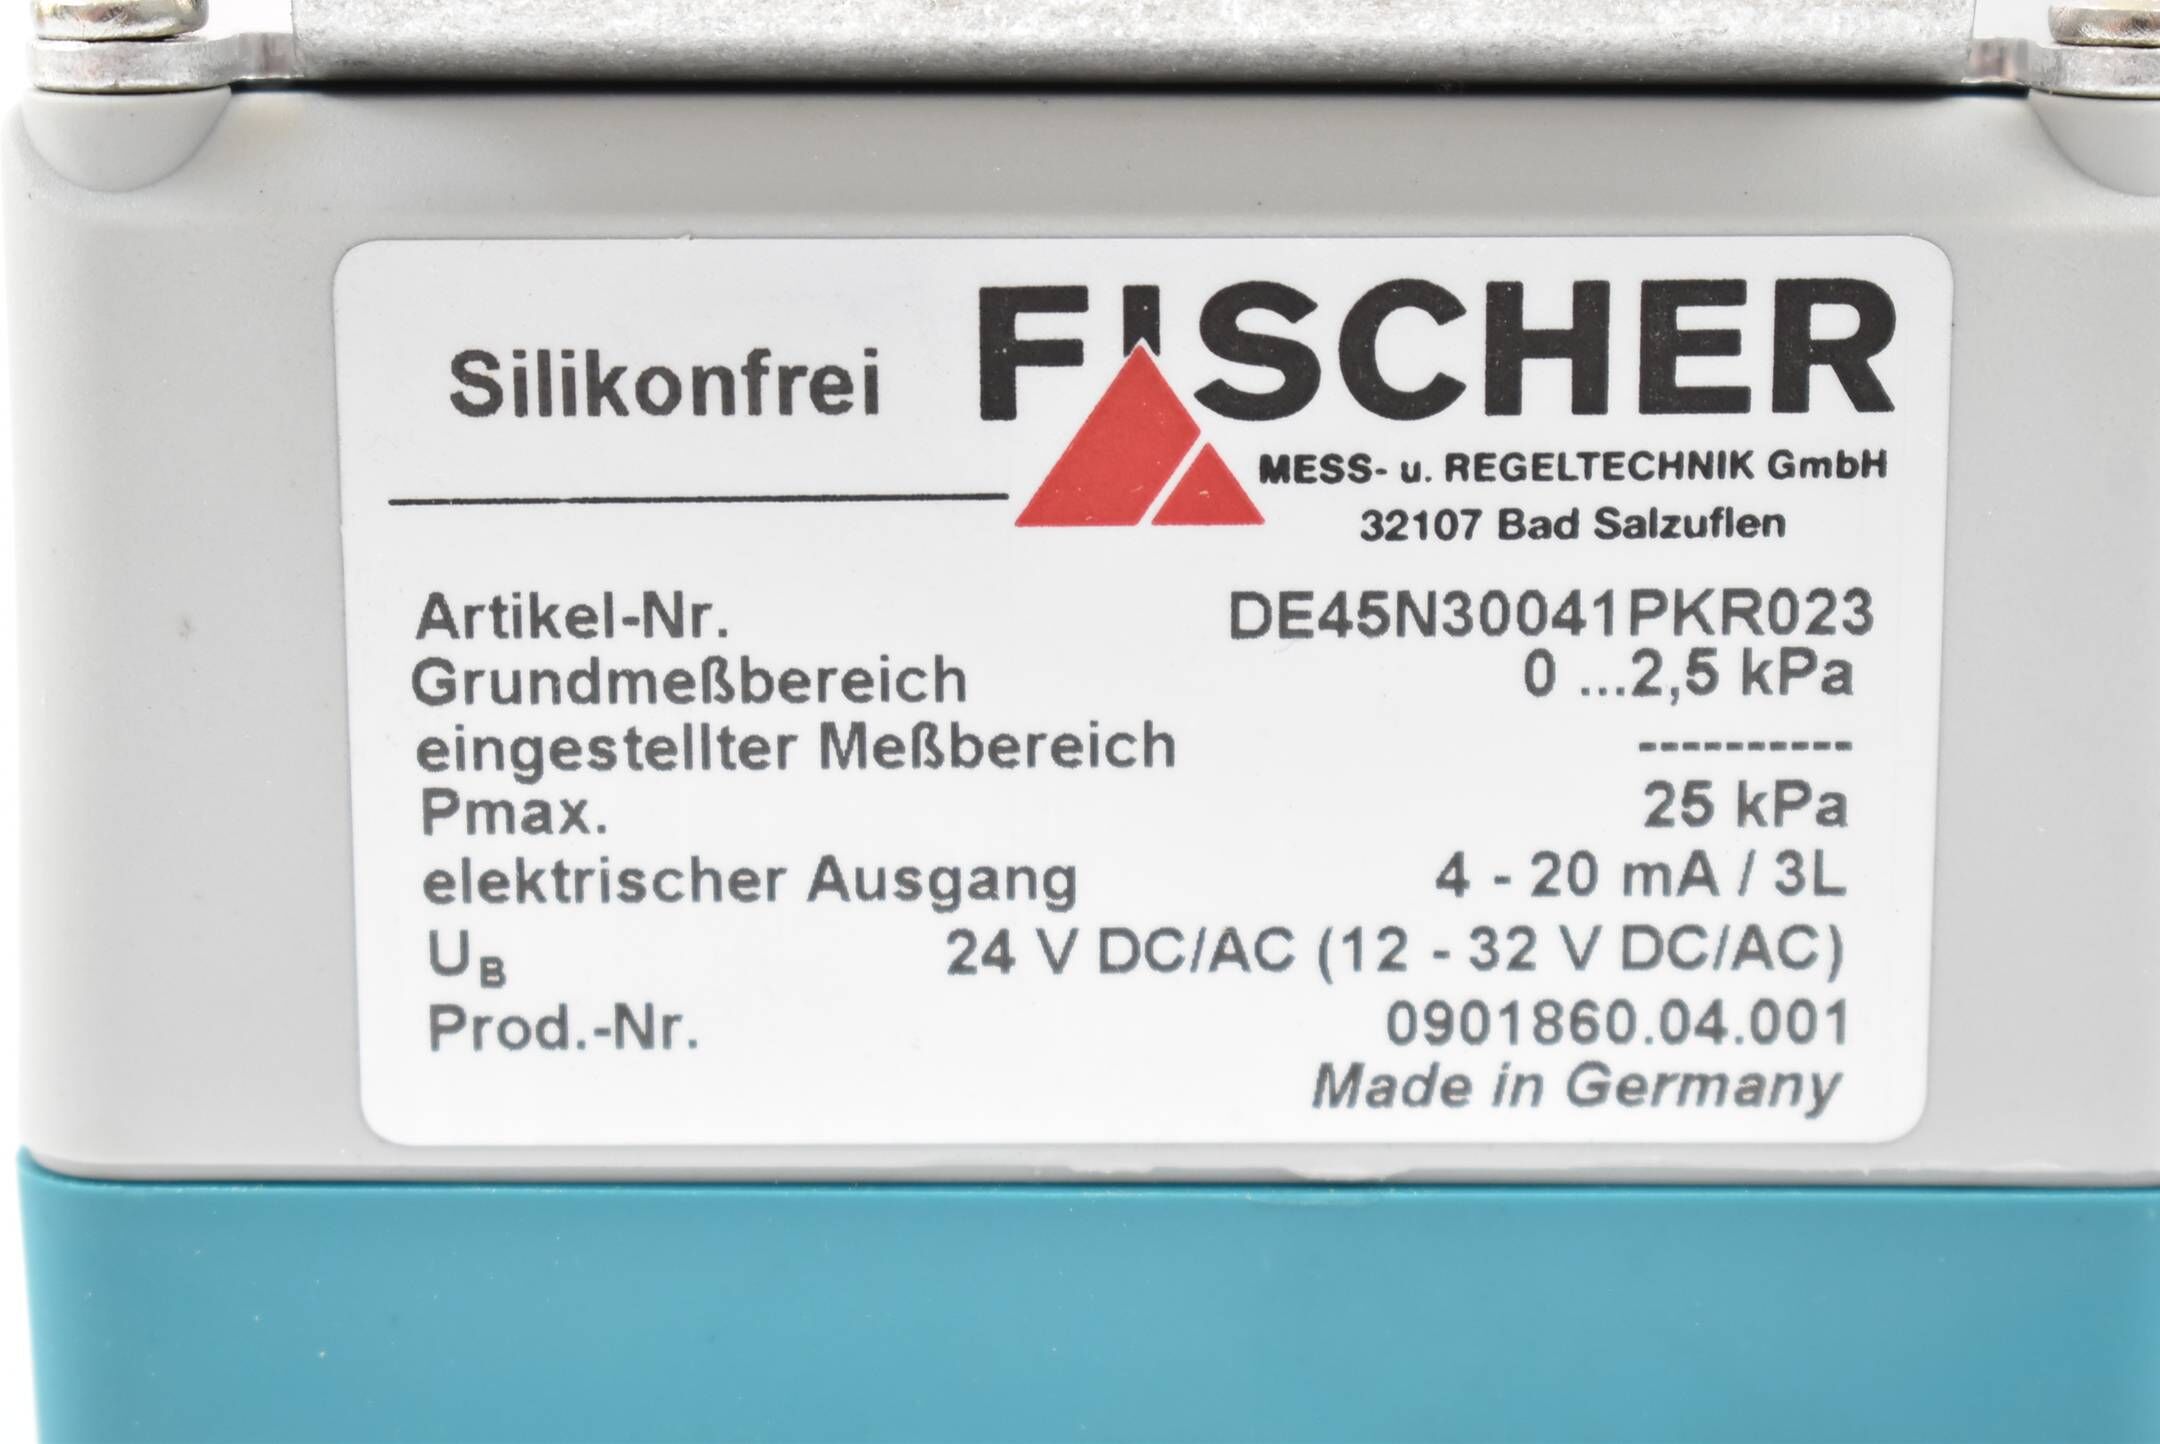 Silikonfrei
FISCHER
MESS- u. REGELTECHNIK GmbH
32107 Bad Salzuflen
Artikel-Nr. DE45N30041PKR023
Grundmeßbereich 0 ...2,5 kPa
eingestellter Meßbereich ----------
Pmax. 25 kPa
elektrischer Ausgang 4 - 20 mA / 3L
UB 24 V DC/AC (12 - 32 V DC/AC)
Prod.-Nr. 0901860.04.001
Made in Germany